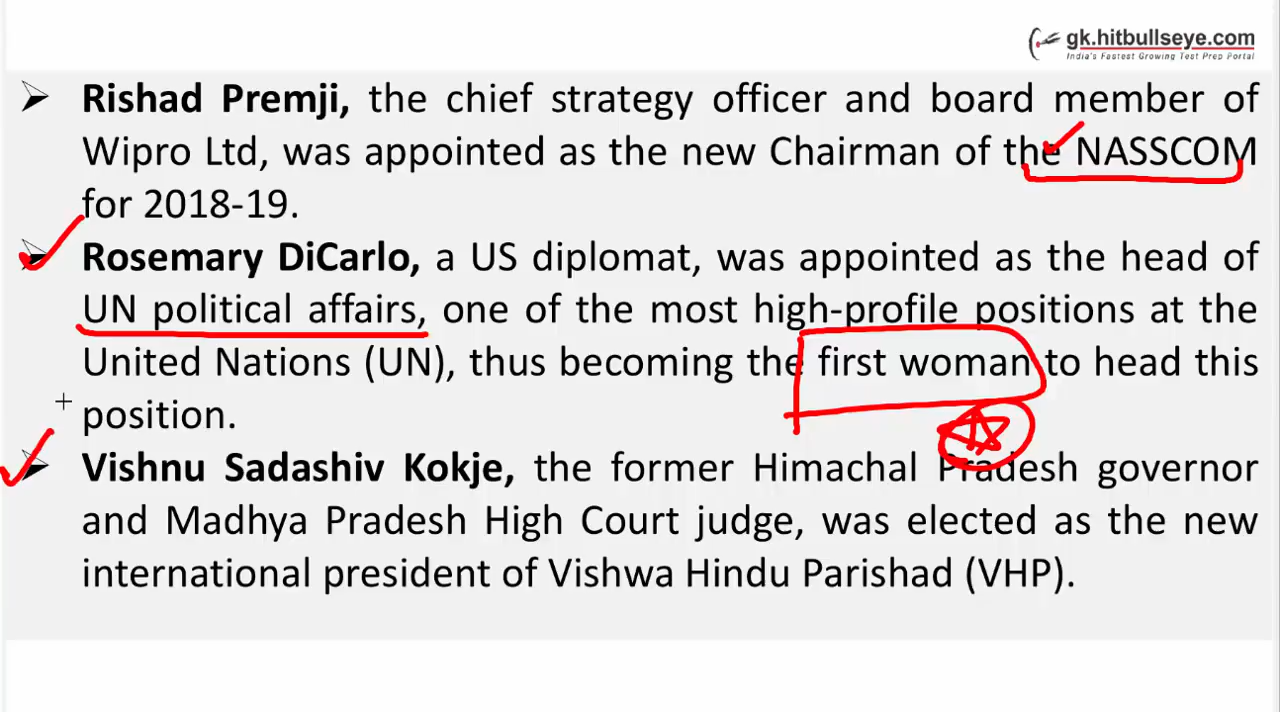 gk.hitbullseye.com
India's Fastest Growing Test Prep Portal
Rishad Premji, the chief strategy officer and board member of
Wipro Ltd, was appointed as the new Chairman of the NASSCOM
for 2018-19.
Rosemary DiCarlo, a US diplomat, was appointed as the head of
UN political affairs, one of the most high-profile positions at the
United Nations (UN), thus becoming the first woman to head this
position.
Vishnu Sadashiv Kokje, the former Himachal Pradesh governor
and Madhya Pradesh High Court judge, was elected as the new
international president of Vishwa Hindu Parishad (VHP).